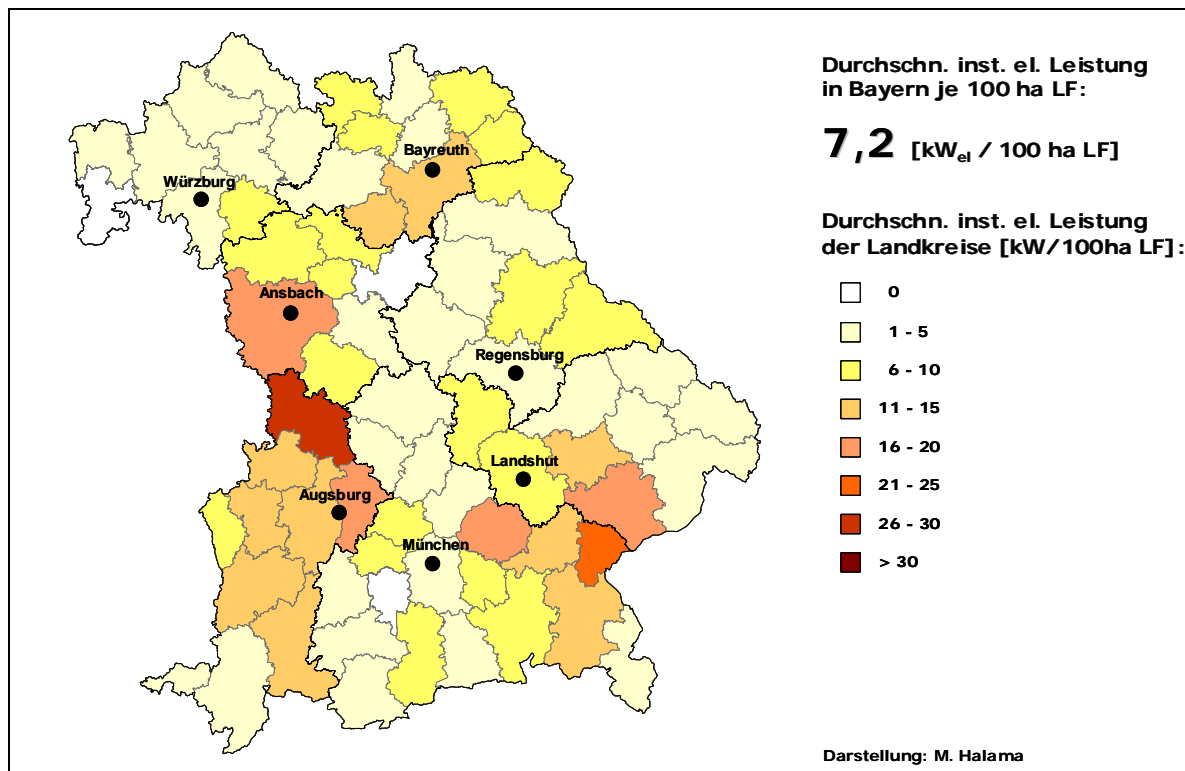 Durchschn. inst. el. Leistung
in Bayern je 100 ha LF:
7,2 [kWel / 100 ha LF]
Durchschn. inst. el. Leistung
der Landkreise [kW/100ha LF]:
0
1 - 5
6 - 10
11 - 15
16 - 20
21 - 25
26 - 30
> 30
Bayreuth
Würzburg
Ansbach
Regensburg
Landshut
Augsburg
München
Darstellung: M. Halama